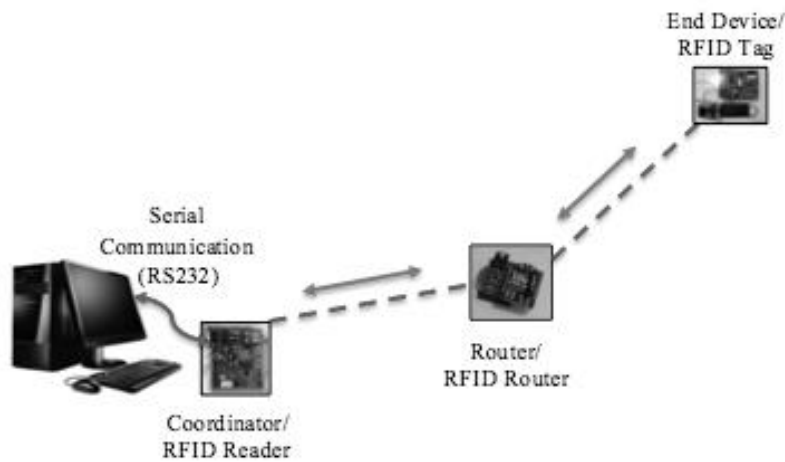 End Device/
RFID Tag
Serial
Communication
(RS232)
Router/
RFID Router
Coordinator/
RFID Reader